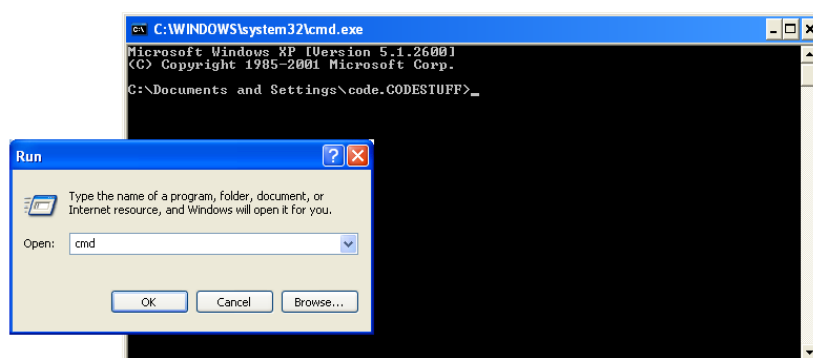 C:\WINDOWS\system32\cmd.exe
Microsoft Windows XP [Version 5.1.2600]
(C) Copyright 1985-2001 Microsoft Corp.
C:\Documents and Settings\code.CODESTUFF>_
Run
Type the name of a program, folder, document, or
Internet resource, and Windows will open it for you.
Open: cmd
OK Cancel Browse...